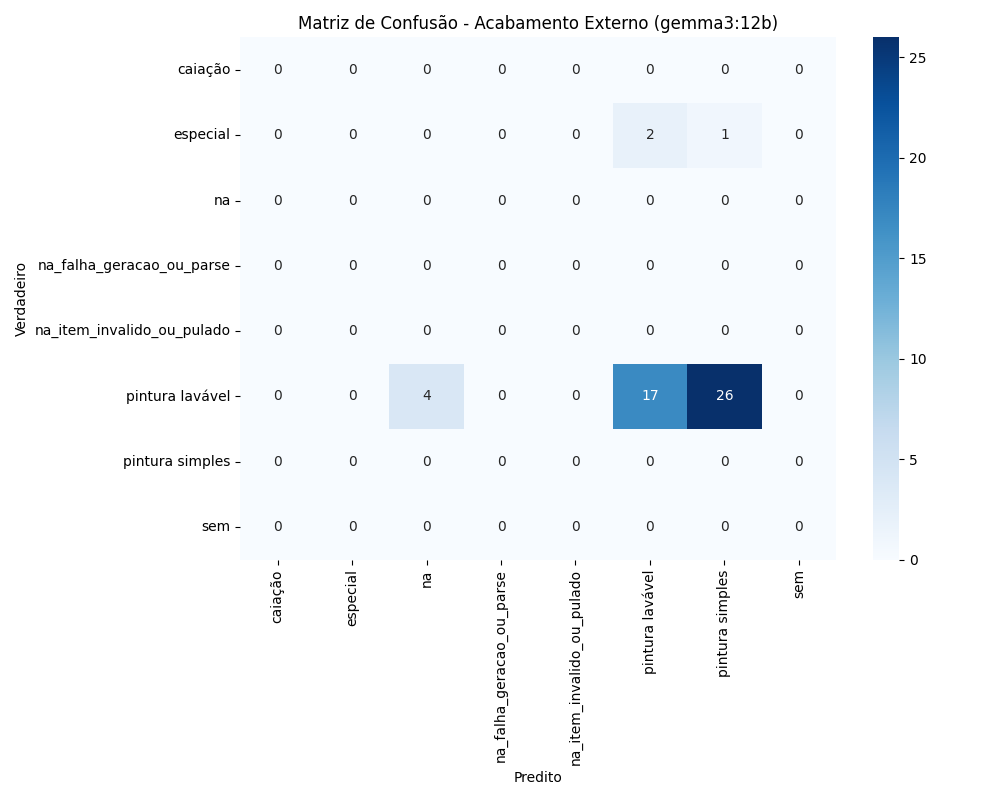 Matriz de Confusão - Acabamento Externo (gemma3:12b)
Verdadeiro
caiação 0 0 0 0 0 0 0 0
especial 0 0 0 0 0 2 1 0
na 0 0 0 0 0 0 0 0
na_falha_geracao_ou_parse 0 0 0 0 0 0 0 0
na_item_invalido_ou_pulado 0 0 0 0 0 0 0 0
pintura lavável 0 0 4 0 0 17 26 0
pintura simples 0 0 0 0 0 0 0 0
sem 0 0 0 0 0 0 0 0
caiação
especial
na
na_falha_geracao_ou_parse
na_item_invalido_ou_pulado
pintura lavável
pintura simples
sem
Predito
25
20
15
10
5
0